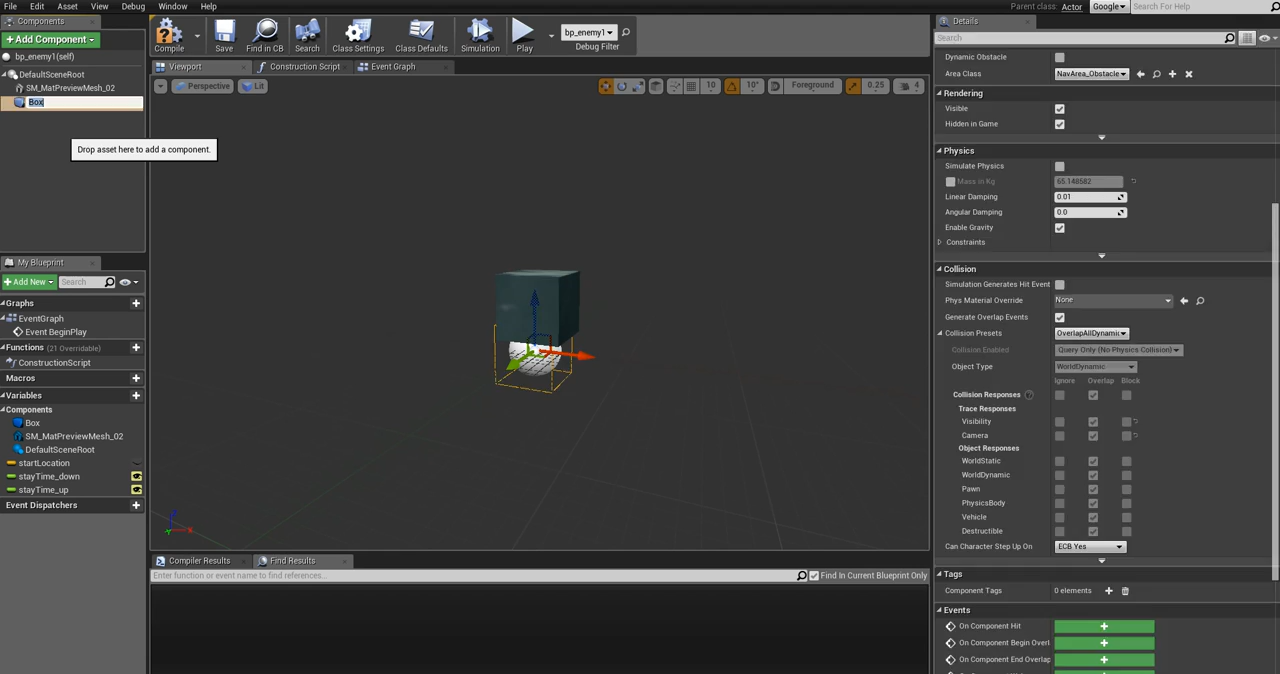 File Edit Asset View Debug Window Help
Parent class: Actor Google Search For Help
Components
Details
+Add Component
Compile Save Find in CB Search Class Settings Class Defaults Simulation Play
bp_enemy1
Debug Filter
Search
bp_enemy1(self)
DefaultSceneRoot
SM_MatPreviewMesh_02
Box
Drop asset here to add a component.
Viewport Construction Script Event Graph
Perspective Lit
10 10° Foreground 0.25 4
My Blueprint
+Add New Search
Graphs
EventGraph
Event BeginPlay
Functions (21 Overridable)
ConstructionScript
Macros
Variables
Components
Box
SM_MatPreviewMesh_02
DefaultSceneRoot
startLocation
stayTime_down
stayTime_up
Event Dispatchers
Compiler Results Find Results
Enter function or event name to find references...
Find In Current Blueprint Only
Dynamic Obstacle
Area Class NavArea_Obstacle
Rendering
Visible
Hidden in Game
Physics
Simulate Physics
Mass in Kg 65.148582
Linear Damping 0.01
Angular Damping 0.0
Enable Gravity
Constraints
Collision
Simulation Generates Hit Event
Phys Material Override None
Generate Overlap Events
Collision Presets OverlapAllDynamic
Collision Enabled Query Only (No Physics Collision)
Object Type WorldDynamic
Ignore Overlap Block
Collision Responses
Trace Responses
Visibility
Camera
Object Responses
WorldStatic
WorldDynamic
Pawn
PhysicsBody
Vehicle
Destructible
Can Character Step Up On ECB Yes
Tags
Component Tags 0 elements
Events
On Component Hit
On Component Begin Overl
On Component End Overlap